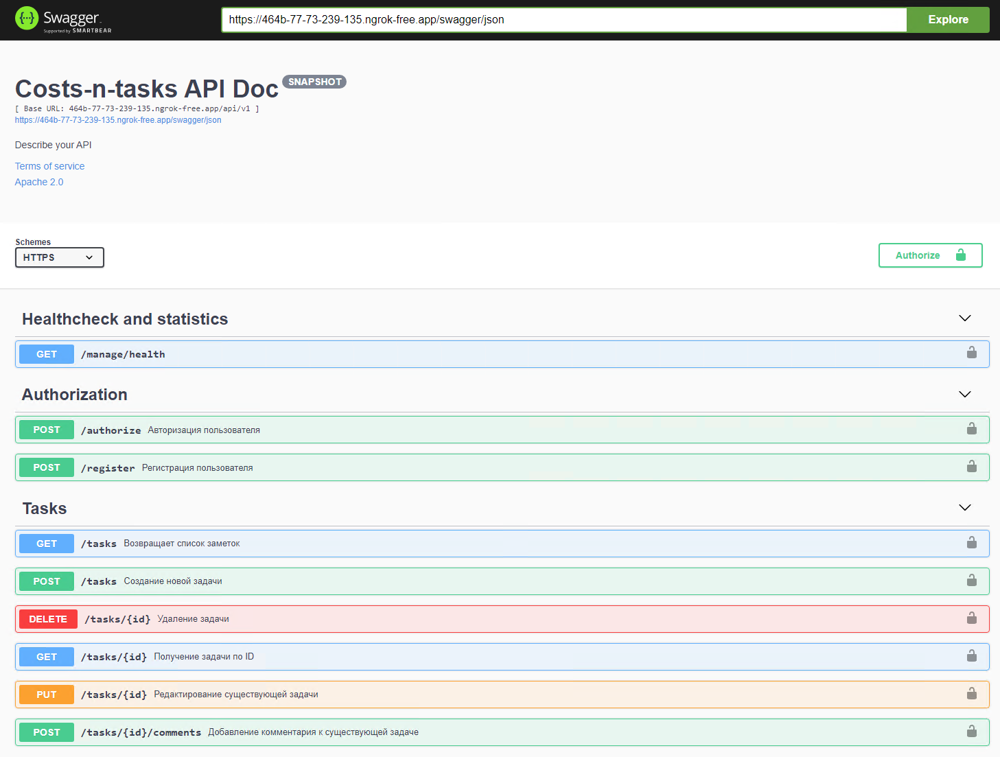 Swagger
Supported by SMARTBEAR
https://464b-77-73-239-135.ngrok-free.app/swagger/json
Explore
Costs-n-tasks API Doc SNAPSHOT
[ Base URL: 464b-77-73-239-135.ngrok-free.app/api/v1 ]
https://464b-77-73-239-135.ngrok-free.app/swagger/json
Describe your API
Terms of service
Apache 2.0
Schemes
HTTPS
Authorize
Healthcheck and statistics
GET /manage/health
Authorization
POST /authorize Авторизация пользователя
POST /register Регистрация пользователя
Tasks
GET /tasks Возвращает список заметок
POST /tasks Создание новой задачи
DELETE /tasks/{id} Удаление задачи
GET /tasks/{id} Получение задачи по ID
PUT /tasks/{id} Редактирование существующей задачи
POST /tasks/{id}/comments Добавление комментария к существующей задаче